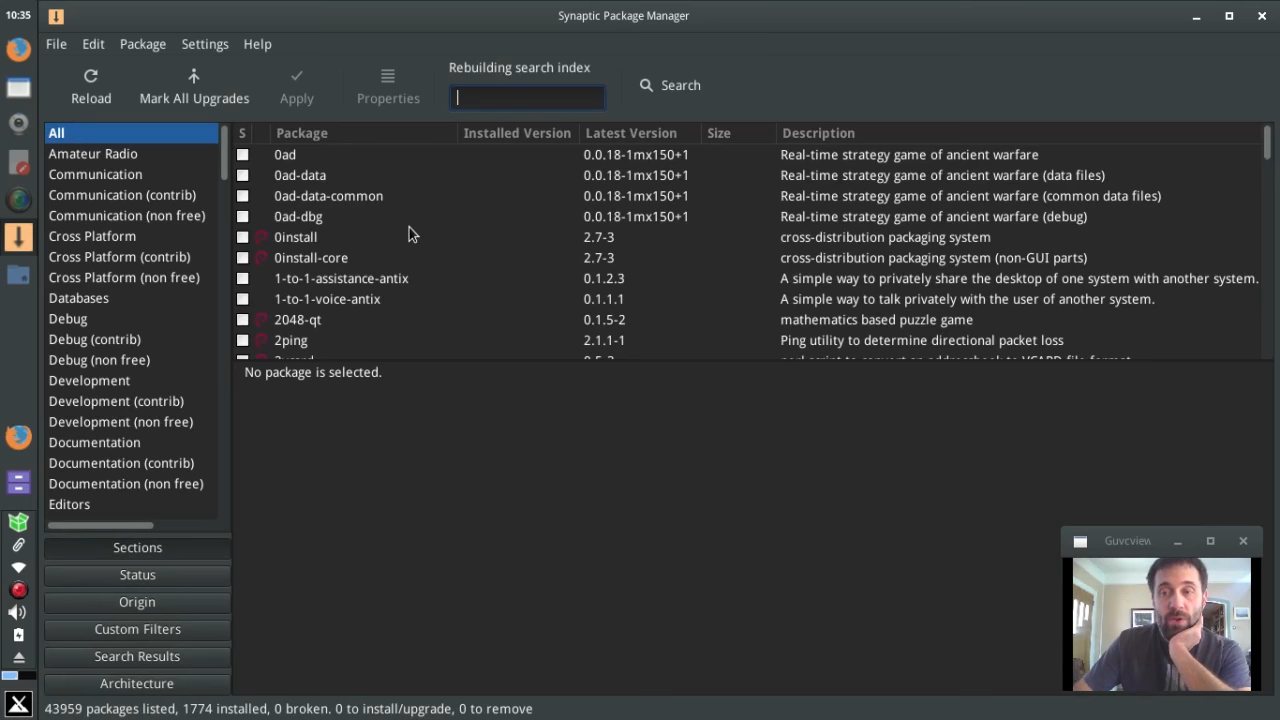 10:35
Synaptic Package Manager
File Edit Package Settings Help
Rebuilding search index
Reload Mark All Upgrades Apply Properties Search
All
Amateur Radio
Communication
Communication (contrib)
Communication (non free)
Cross Platform
Cross Platform (contrib)
Cross Platform (non free)
Databases
Debug
Debug (contrib)
Debug (non free)
Development
Development (contrib)
Development (non free)
Documentation
Documentation (contrib)
Documentation (non free)
Editors
Sections
Status
Origin
Custom Filters
Search Results
Architecture
S Package Installed Version Latest Version Size Description
0ad 0.0.18-1mx150+1 Real-time strategy game of ancient warfare
0ad-data 0.0.18-1mx150+1 Real-time strategy game of ancient warfare (data files)
0ad-data-common 0.0.18-1mx150+1 Real-time strategy game of ancient warfare (common data files)
0ad-dbg 0.0.18-1mx150+1 Real-time strategy game of ancient warfare (debug)
0install 2.7-3 cross-distribution packaging system
0install-core 2.7-3 cross-distribution packaging system (non-GUI parts)
1-to-1-assistance-antix 0.1.2.3 A simple way to privately share the desktop of one system with another system.
1-to-1-voice-antix 0.1.1.1 A simple way to talk privately with the user of another system.
2048-qt 0.1.5-2 mathematics based puzzle game
2ping 2.1.1-1 Ping utility to determine directional packet loss
No package is selected.
Guvcview
43959 packages listed, 1774 installed, 0 broken. 0 to install/upgrade, 0 to remove